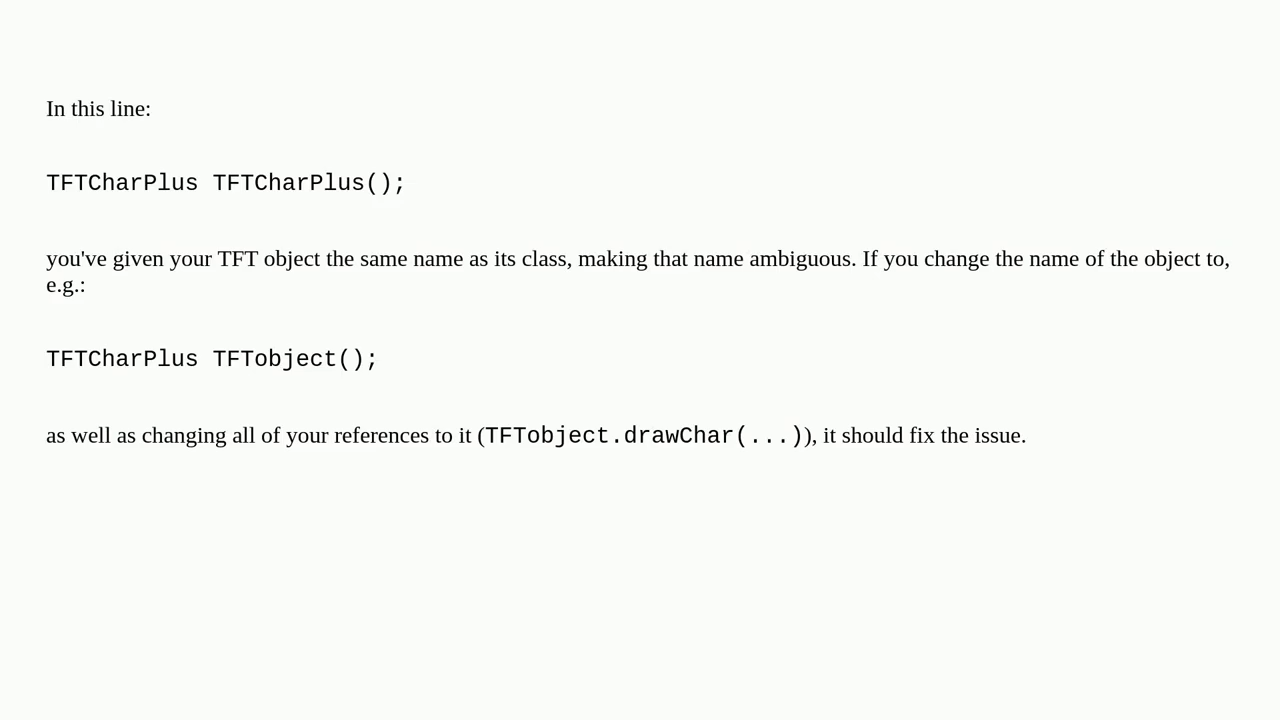 In this line:
TFTCharPlus TFTCharPlus();
you've given your TFT object the same name as its class, making that name ambiguous. If you change the name of the object to,
e.g.:
TFTCharPlus TFTobject();
as well as changing all of your references to it (TFTobject.drawChar(...)), it should fix the issue.